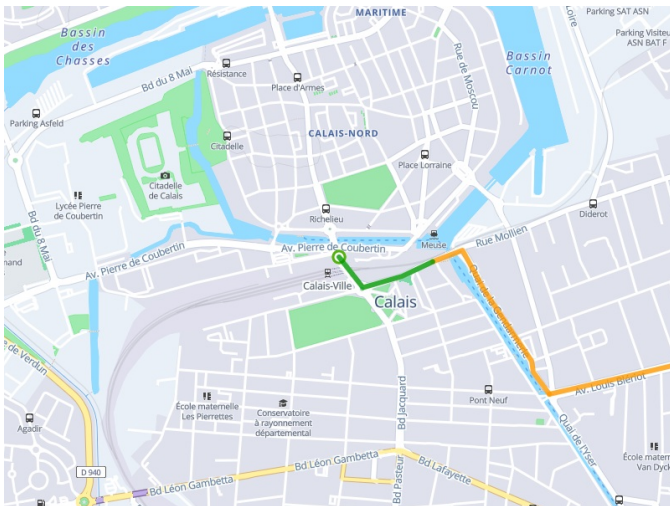 MARITIME
Parking SAT ASN
Bassin
des
Chasses
Parking Visiteu
ASN BAT F
Loire
Bassin
Carnot
Rue de Moscou
Résistance
Bd du 8 Mai
Place d'Armes
Parking Asfeld
CALAIS-NORD
Citadelle
Place Lorraine
Citadelle
de Calais
Lycée Pierre
de Coubertin
Diderot
Richelieu
Bd du 8 Mai
Meuse
Rue Mollien
Av. Pierre de Coubertin
mand
Av. Pierre de Coubertin
Calais-Ville
Calais
Quai de la Gendarmerie
e de Verdun
Av. Louis Blériot
Pont Neuf
École maternelle
Les Pierrettes
Conservatoire
à rayonnement
départemental
Bd Jacquard
Quai de l'Yser
Agadir
École matern
Van Dyck
Bd Léon Gambetta
D 940
Bd Lafayette
Bd Pasteur
Bd Léon Gambetta